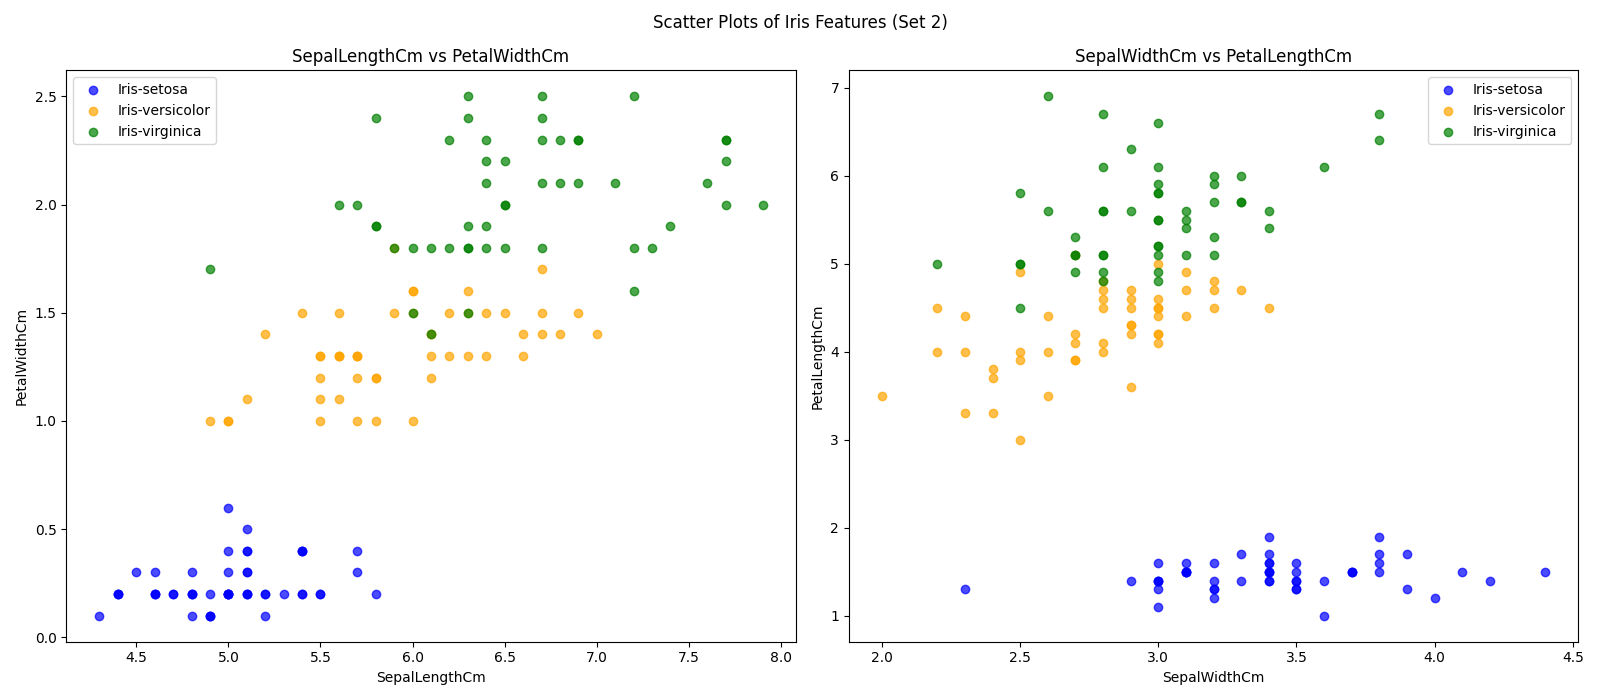 Scatter Plots of Iris Features (Set 2)
SepalLengthCm vs PetalWidthCm
Iris-setosa
Iris-versicolor
Iris-virginica
PetalWidthCm
2.5
2.0
1.5
1.0
0.5
0.0
4.5 5.0 5.5 6.0 6.5 7.0 7.5 8.0
SepalLengthCm
SepalWidthCm vs PetalLengthCm
Iris-setosa
Iris-versicolor
Iris-virginica
PetalLengthCm
7
6
5
4
3
2
1
2.0 2.5 3.0 3.5 4.0 4.5
SepalWidthCm